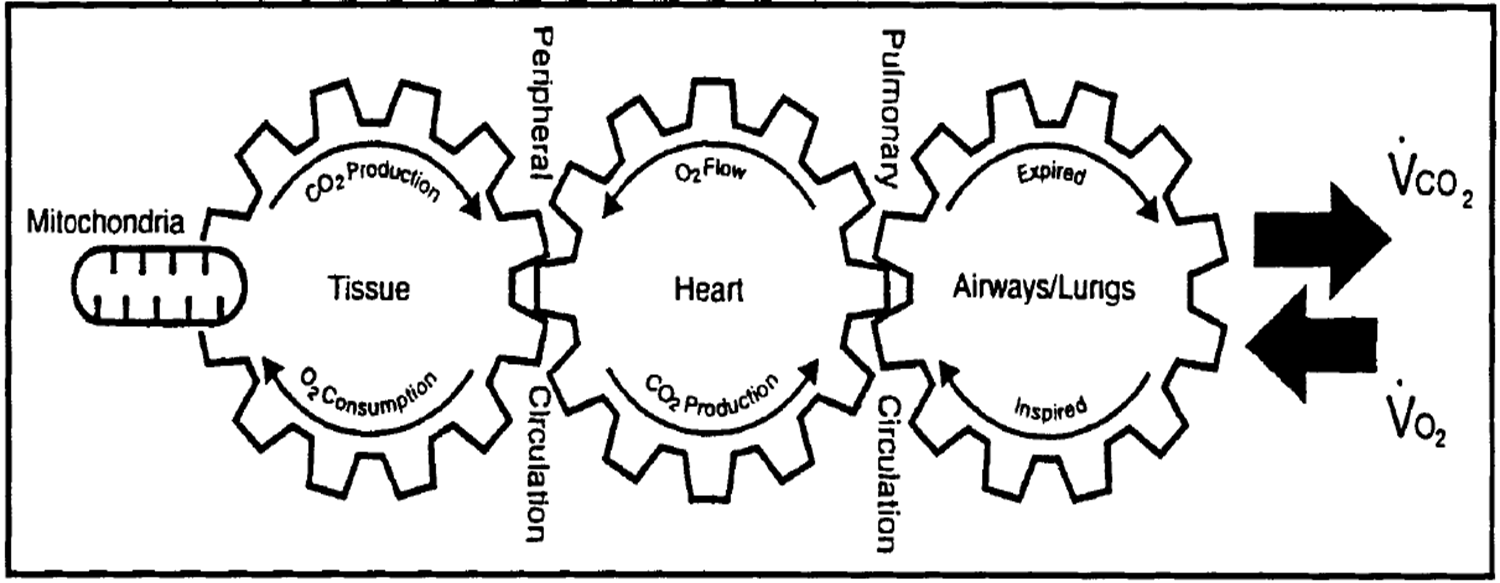 Peripheral
Pulmonary
CO2 Production
O2 Flow
Expired
V̇CO2
Mitochondria
Tissue
Heart
Airways/Lungs
O2 Consumption
CO2 Production
Inspired
V̇O2
Circulation
Circulation